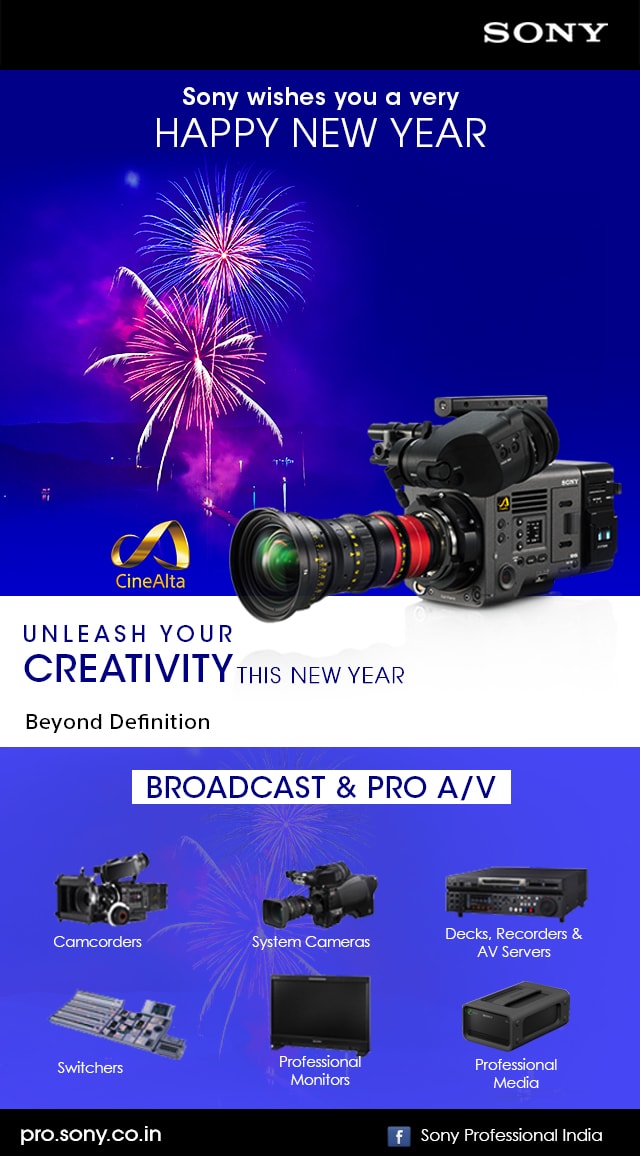 SONY
Sony wishes you a very
HAPPY NEW YEAR
SONY
CineAlta
UNLEASH YOUR
CREATIVITY THIS NEW YEAR
Beyond Definition
BROADCAST & PRO A/V
Camcorders
System Cameras
Decks, Recorders &
AV Servers
Switchers
Professional
Monitors
Professional
Media
pro.sony.co.in
f Sony Professional India